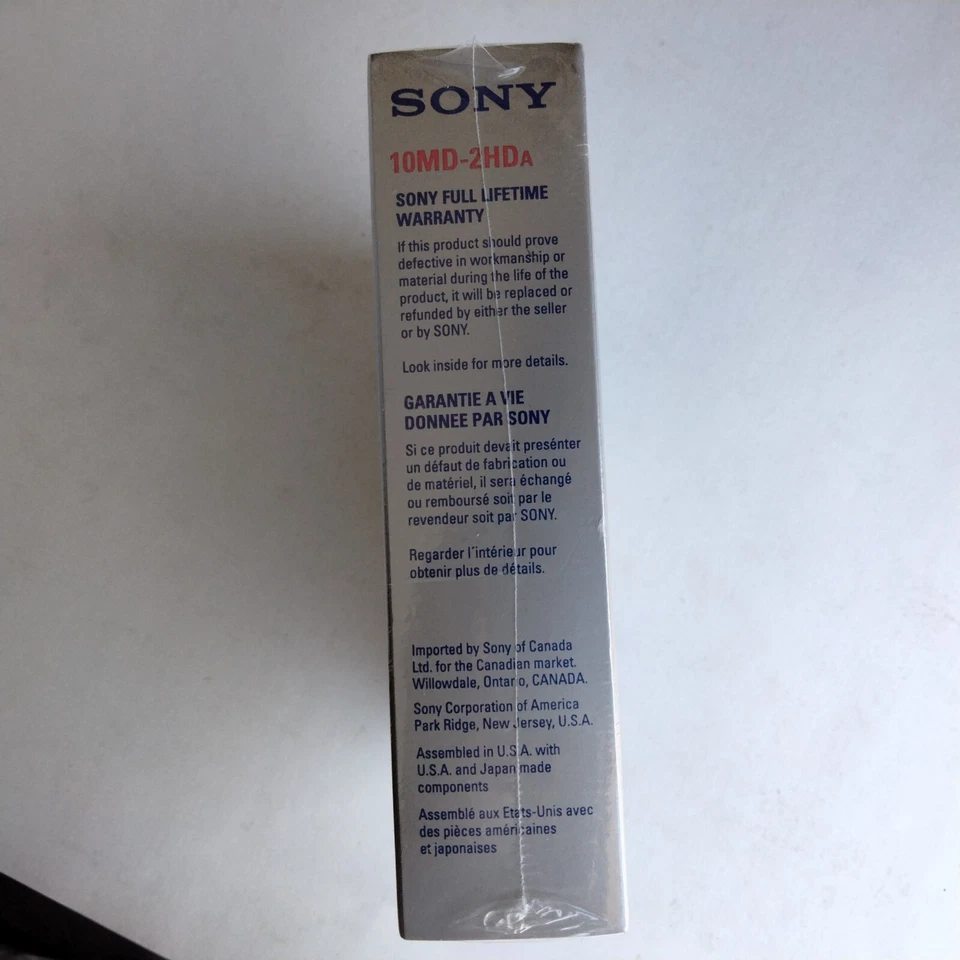 SONY
10MD-2HDA
SONY FULL LIFETIME
WARRANTY
If this product should prove
defective in workmanship or
material during the life of the
product, it will be replaced or
refunded by either the seller
or by SONY.
Look inside for more details.
GARANTIE A VIE
DONNEE PAR SONY
Si ce produit devait presénter
un défaut de fabrication ou
de matériel, il sera échangé
ou remboursé soit par le
revendeur soit par SONY.
Regarder l'intérieur pour
obtenir plus de détails.
Imported by Sony of Canada
Ltd. for the Canadian market.
Willowdale, Ontario, CANADA.
Sony Corporation of America
Park Ridge, New Jersey, U.S.A.
Assembled in U.S.A. with
U.S.A. and Japan made
components
Assemblé aux Etats-Unis avec
des pièces américaines
et japonaises